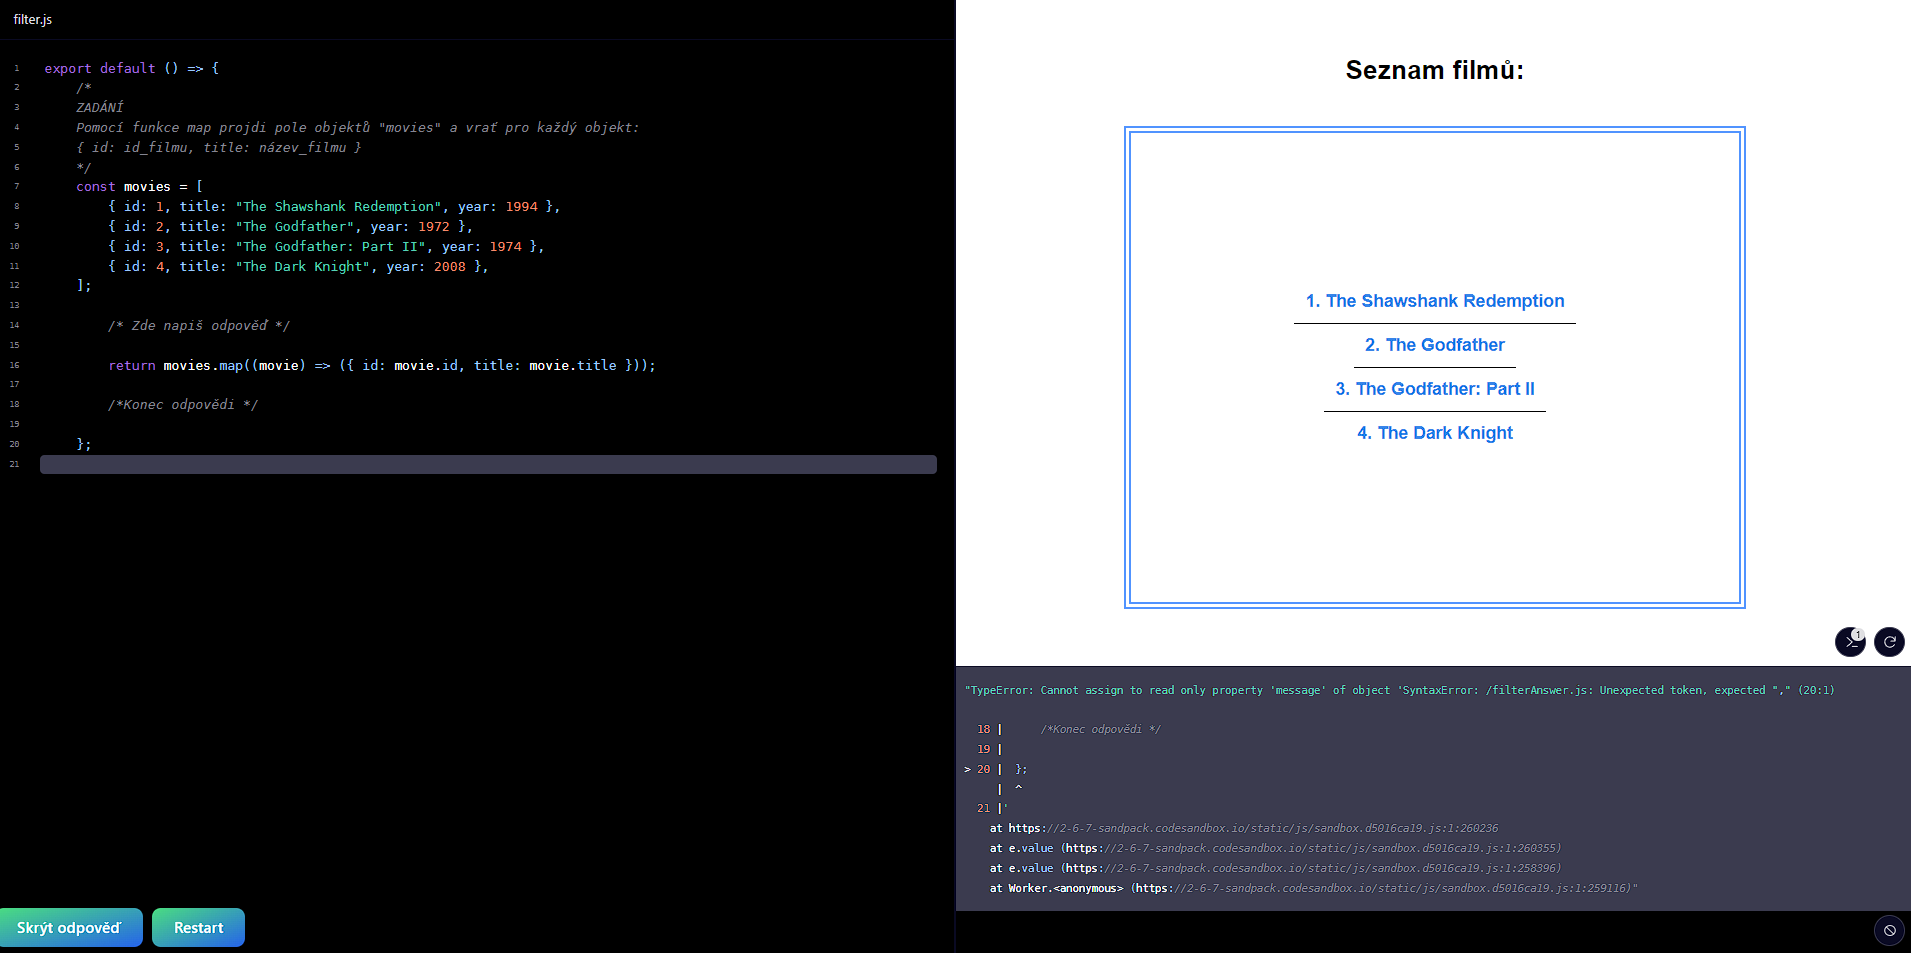 filter.js
1 export default () => {
2 /*
3 ZADÁNÍ
4 Pomocí funkce map projdi pole objektů "movies" a vrať pro každý objekt:
5 { id: id_filmu, title: název_filmu }
6 */
7 const movies = [
8 { id: 1, title: "The Shawshank Redemption", year: 1994 },
9 { id: 2, title: "The Godfather", year: 1972 },
10 { id: 3, title: "The Godfather: Part II", year: 1974 },
11 { id: 4, title: "The Dark Knight", year: 2008 },
12 ];
13
14 /* Zde napiš odpověď */
15
16 return movies.map((movie) => ({ id: movie.id, title: movie.title }));
17
18 /*Konec odpovědi */
19
20 };
21
Skrýt odpověď
Restart
Seznam filmů:
1. The Shawshank Redemption
2. The Godfather
3. The Godfather: Part II
4. The Dark Knight
1
"TypeError: Cannot assign to read only property 'message' of object 'SyntaxError: /filterAnswer.js: Unexpected token, expected "," (20:1)
18 | /*Konec odpovědi */
19 |
> 20 | };
| ^
21 |'
at https://2-6-7-sandpack.codesandbox.io/static/js/sandbox.d5016ca19.js:1:260236
at e.value (https://2-6-7-sandpack.codesandbox.io/static/js/sandbox.d5016ca19.js:1:260355)
at e.value (https://2-6-7-sandpack.codesandbox.io/static/js/sandbox.d5016ca19.js:1:258396)
at Worker.<anonymous> (https://2-6-7-sandpack.codesandbox.io/static/js/sandbox.d5016ca19.js:1:259116)"